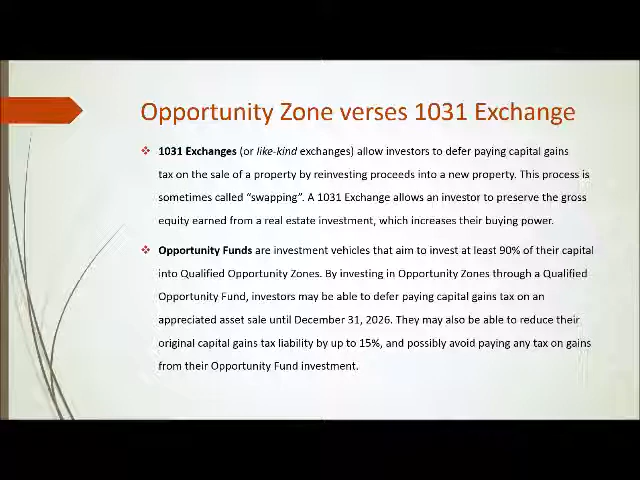 Opportunity Zone verses 1031 Exchange
❖ 1031 Exchanges (or like-kind exchanges) allow investors to defer paying capital gains
tax on the sale of a property by reinvesting proceeds into a new property. This process is
sometimes called “swapping”. A 1031 Exchange allows an investor to preserve the gross
equity earned from a real estate investment, which increases their buying power.
❖ Opportunity Funds are investment vehicles that aim to invest at least 90% of their capital
into Qualified Opportunity Zones. By investing in Opportunity Zones through a Qualified
Opportunity Fund, investors may be able to defer paying capital gains tax on an
appreciated asset sale until December 31, 2026. They may also be able to reduce their
original capital gains tax liability by up to 15%, and possibly avoid paying any tax on gains
from their Opportunity Fund investment.